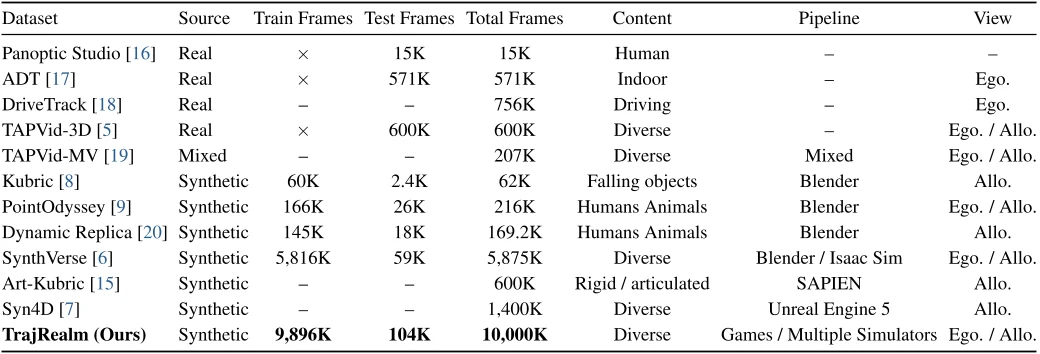 Dataset Source Train Frames Test Frames Total Frames Content Pipeline View
Panoptic Studio [16] Real × 15K 15K Human – –
ADT [17] Real × 571K 571K Indoor – Ego.
DriveTrack [18] Real – – 756K Driving – Ego.
TAPVid-3D [5] Real × 600K 600K Diverse – Ego. / Allo.
TAPVid-MV [19] Mixed – – 207K Diverse Mixed Ego. / Allo.
Kubric [8] Synthetic 60K 2.4K 62K Falling objects Blender Allo.
PointOdyssey [9] Synthetic 166K 26K 216K Humans Animals Blender Ego. / Allo.
Dynamic Replica [20] Synthetic 145K 18K 169.2K Humans Animals Blender Allo.
SynthVerse [6] Synthetic 5,816K 59K 5,875K Diverse Blender / Isaac Sim Ego. / Allo.
Art-Kubric [15] Synthetic – – 600K Rigid / articulated SAPIEN Allo.
Syn4D [7] Synthetic – – 1,400K Diverse Unreal Engine 5 Allo.
TrajRealm (Ours) Synthetic 9,896K 104K 10,000K Diverse Games / Multiple Simulators Ego. / Allo.